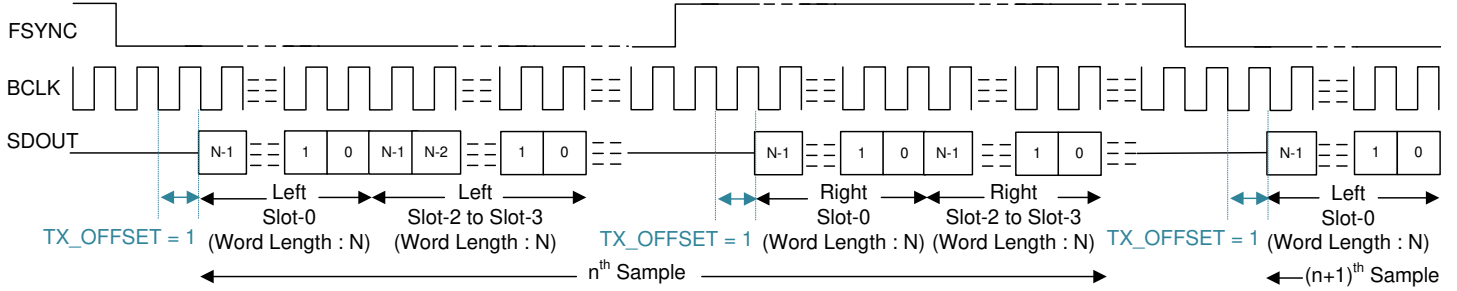 FSYNC
BCLK
SDOUT
N-1 1 0 N-1 N-2 1 0 N-1 1 0 N-1 1 0 N-1 1 0
Left Left Right Right Left
Slot-0 Slot-2 to Slot-3 Slot-0 Slot-2 to Slot-3 Slot-0
TX_OFFSET = 1 (Word Length : N) (Word Length : N) TX_OFFSET = 1 (Word Length : N) (Word Length : N) TX_OFFSET = 1 (Word Length : N)
nth Sample (n+1)th Sample